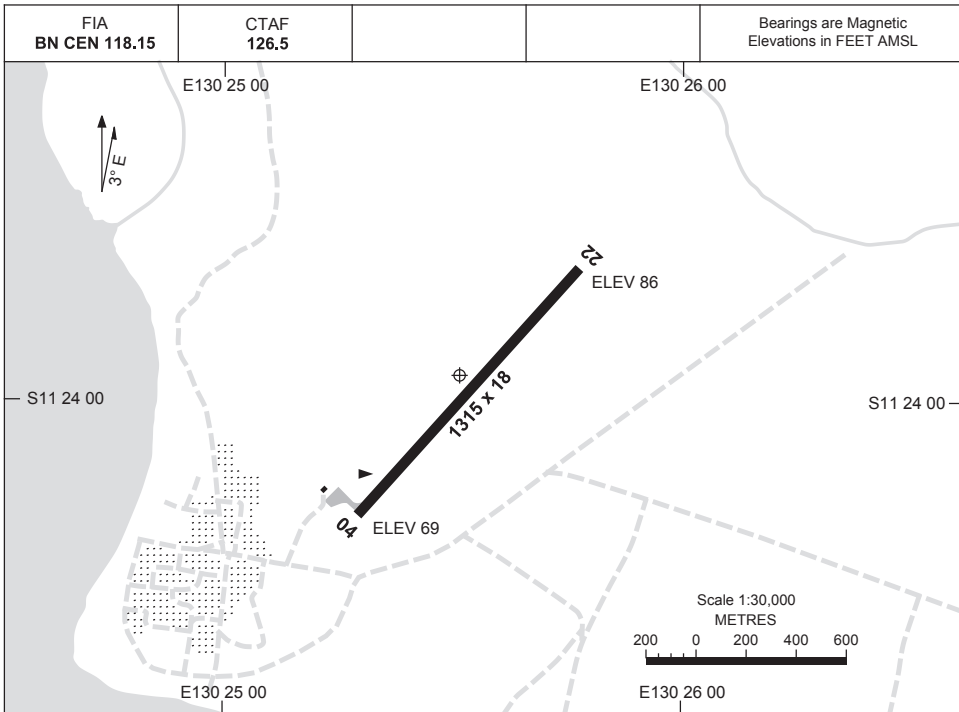 FIA
BN CEN 118.15
CTAF
126.5
Bearings are Magnetic
Elevations in FEET AMSL
E130 25 00
E130 26 00
3° E
22
ELEV 86
S11 24 00
S11 24 00
1315 x 18
04
ELEV 69
Scale 1:30,000
METRES
200 0 200 400 600
E130 25 00
E130 26 00